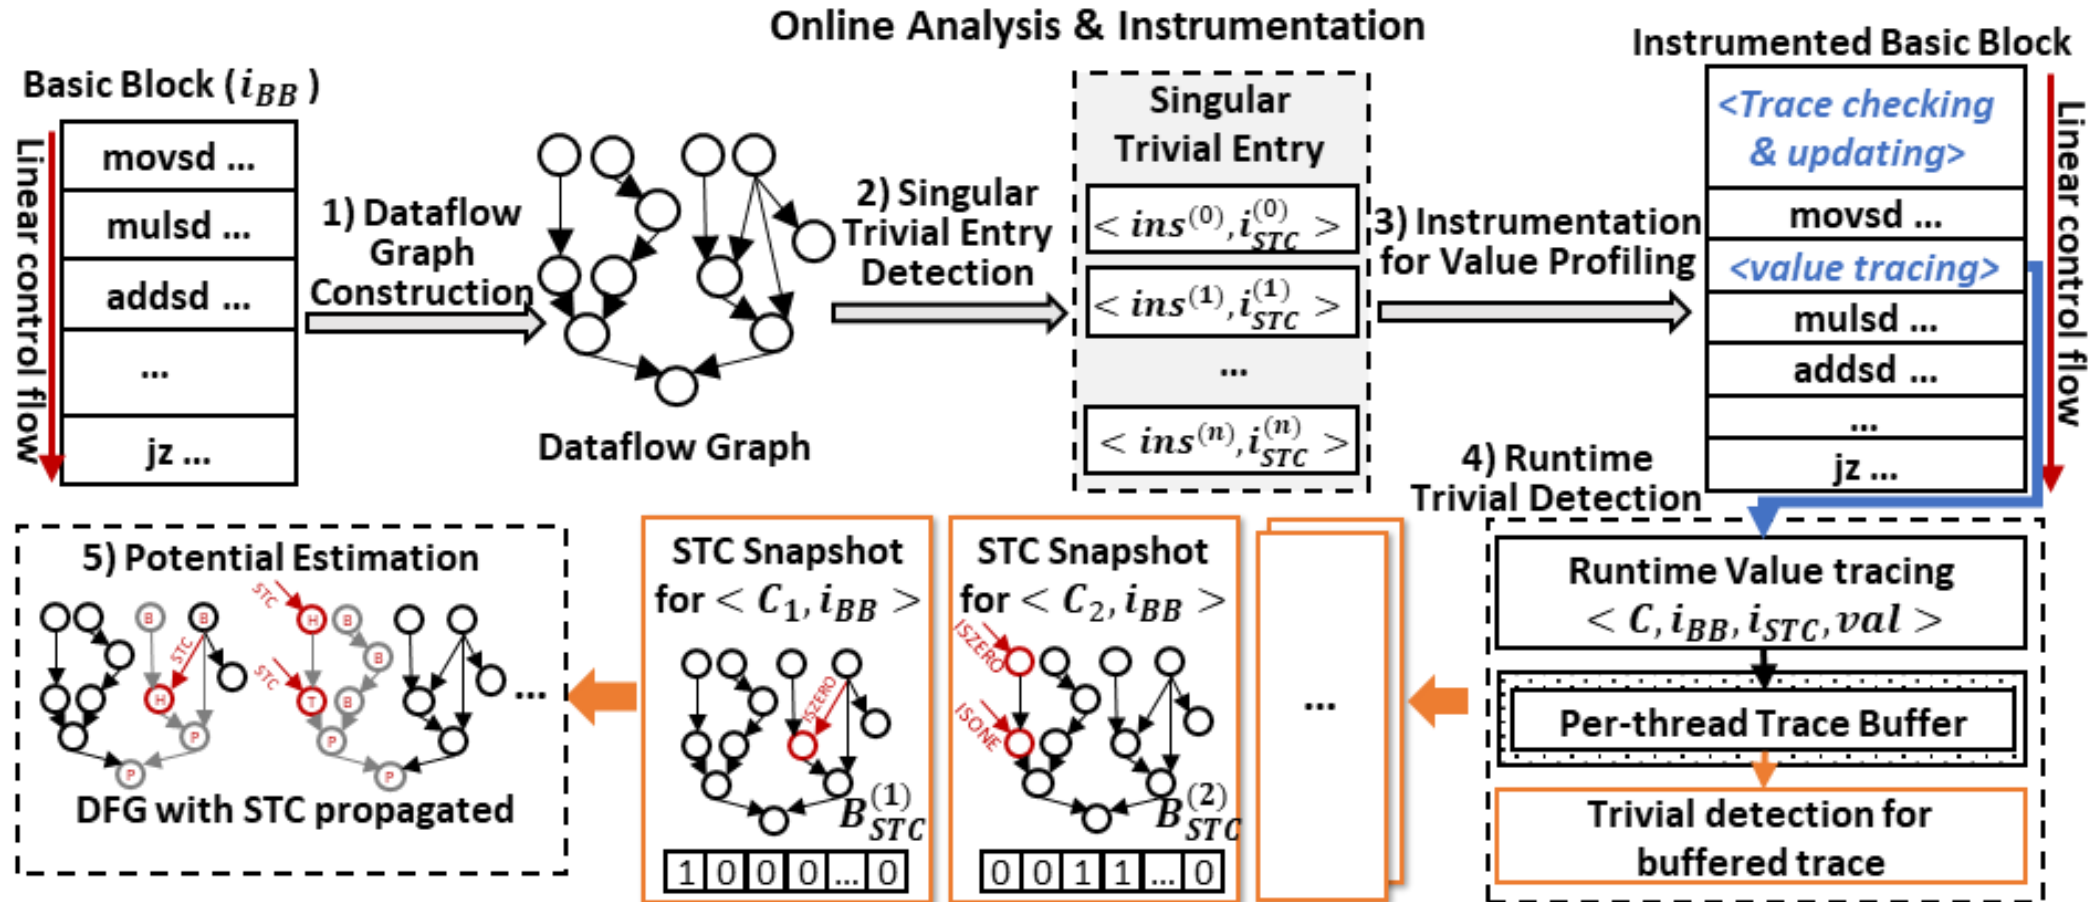 Online Analysis & Instrumentation
Basic Block (i_BB)
Linear control flow
movsd ...
mulsd ...
addsd ...
...
jz ...
1) Dataflow
Graph
Construction
Dataflow Graph
2) Singular
Trivial Entry
Detection
Singular
Trivial Entry
< ins^(0), i_STC^(0) >
< ins^(1), i_STC^(1) >
...
< ins^(n), i_STC^(n) >
3) Instrumentation
for Value Profiling
Instrumented Basic Block
<Trace checking
& updating>
movsd ...
<value tracing>
mulsd ...
addsd ...
...
jz ...
Linear control flow
4) Runtime
Trivial Detection
Runtime Value tracing
< C, i_BB, i_STC, val >
Per-thread Trace Buffer
Trivial detection for
buffered trace
...
STC Snapshot
for < C_2, i_BB >
ISZERO
ISONE
B_STC^(2)
0 0 1 1 ... 0
STC Snapshot
for < C_1, i_BB >
ISZERO
B_STC^(1)
1 0 0 0 ... 0
5) Potential Estimation
B
B
STC
H
P
P
STC
H
B
B
STC
T
B
P
P
...
DFG with STC propagated